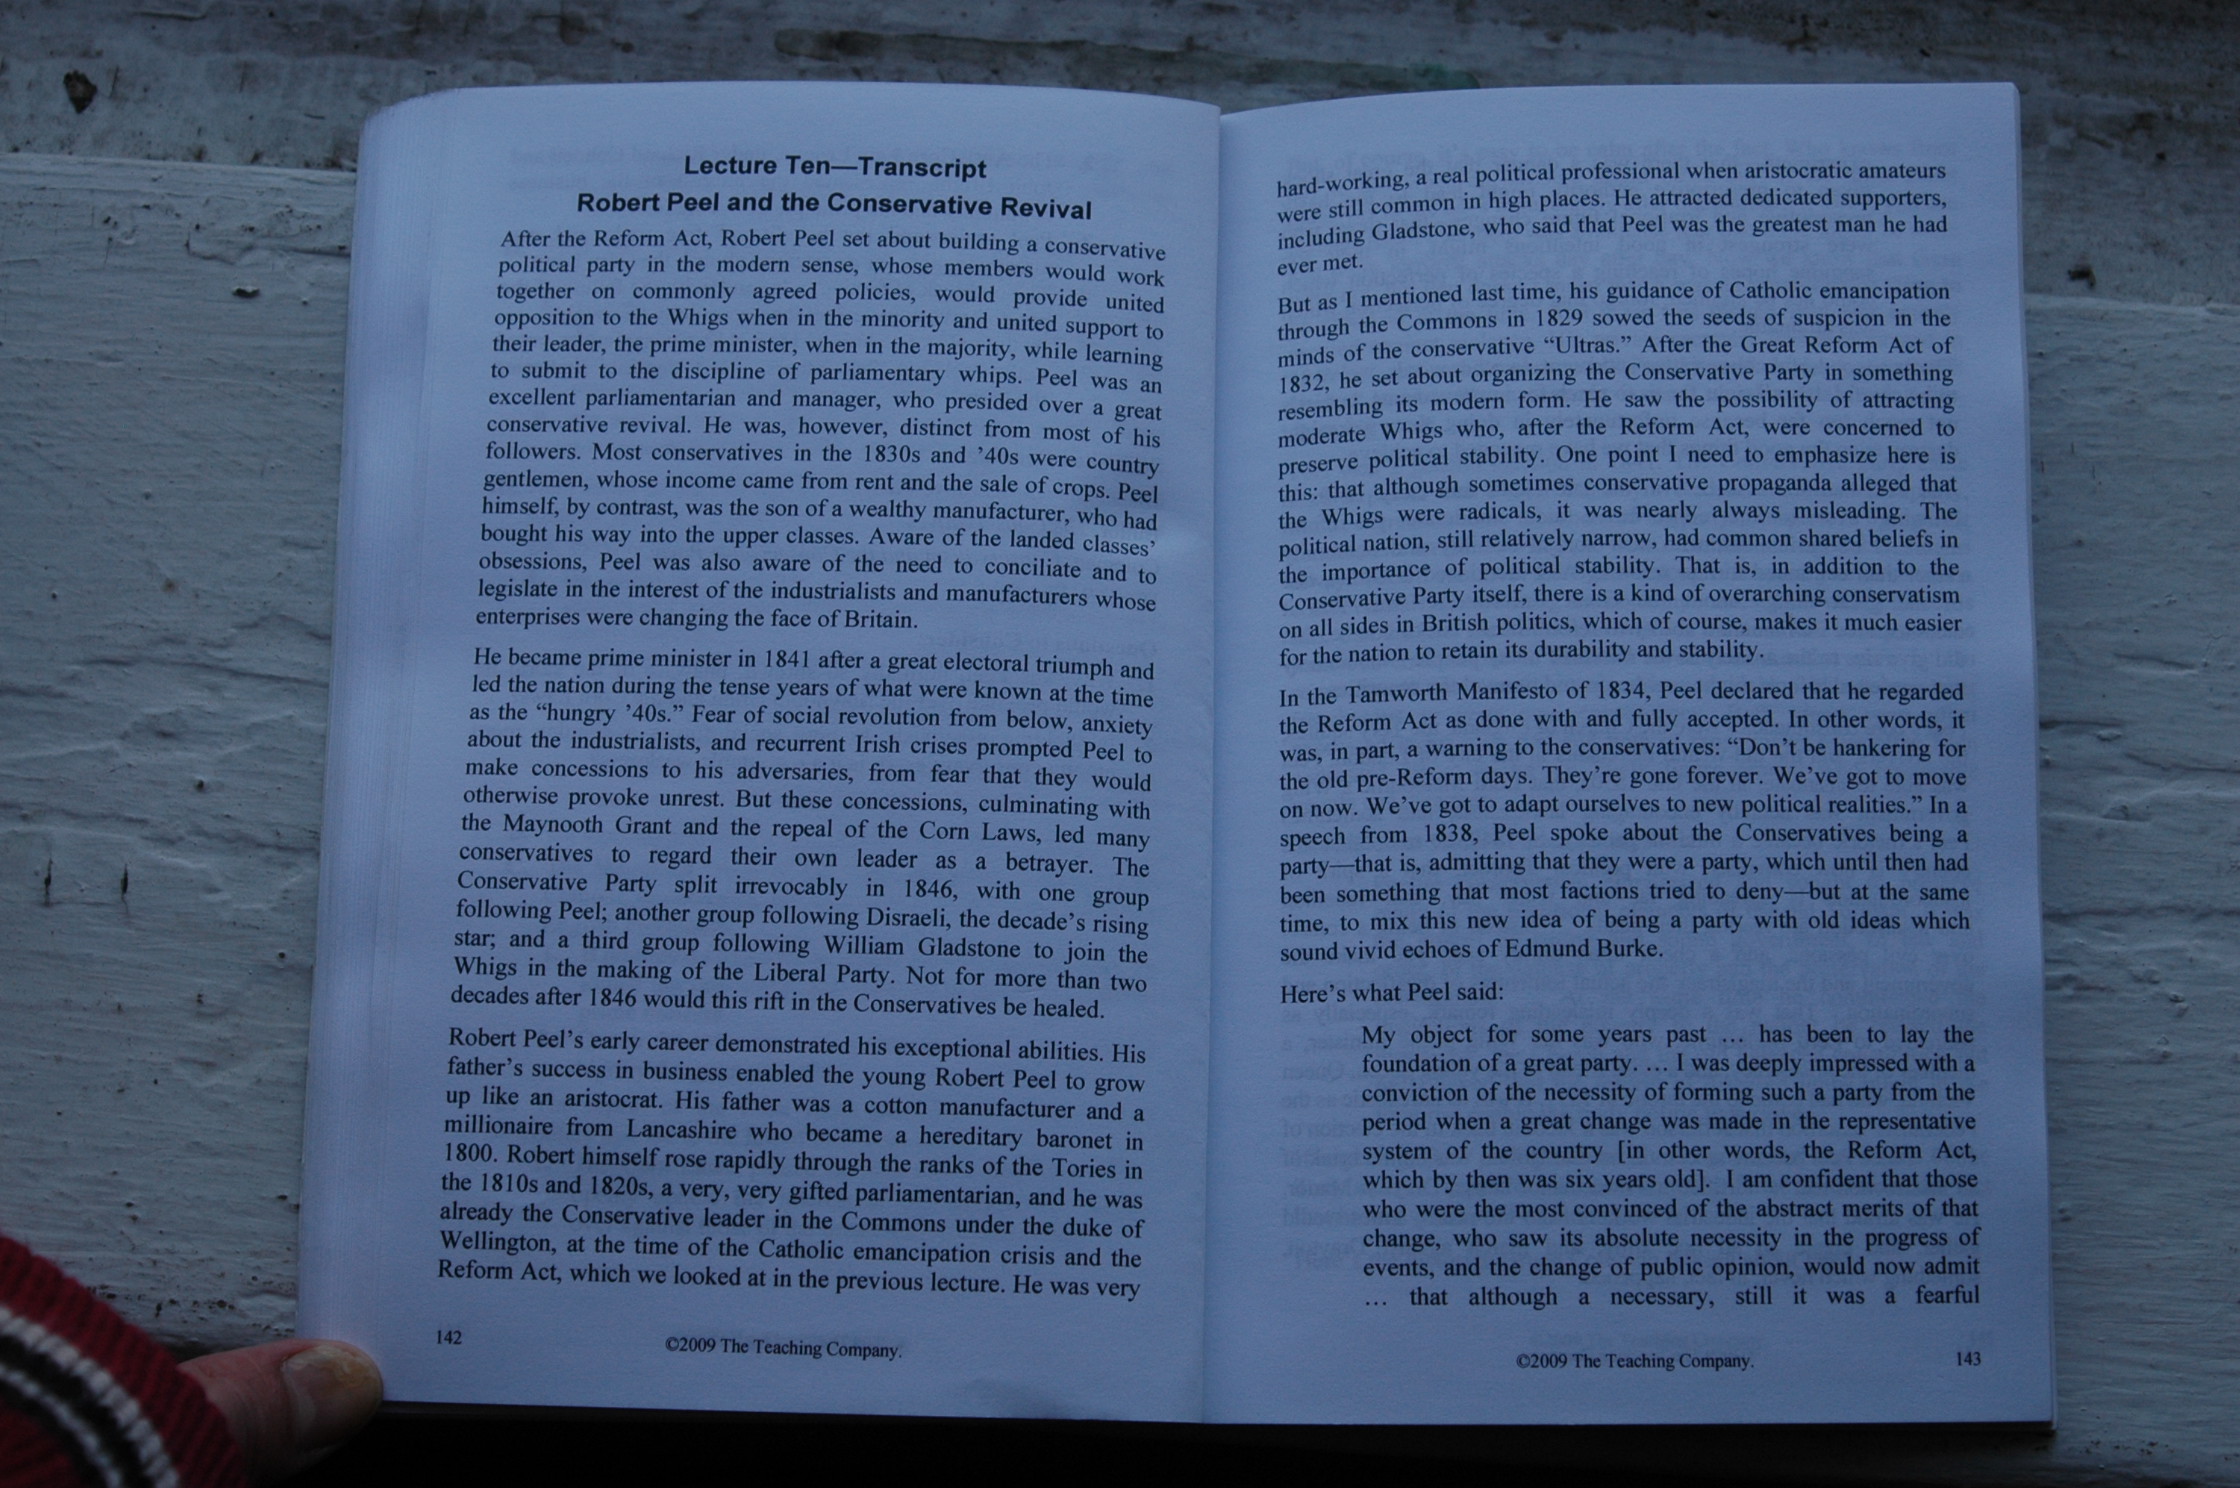 Lecture Ten—Transcript
Robert Peel and the Conservative Revival
After the Reform Act, Robert Peel set about building a conservative
political party in the modern sense, whose members would work
together on commonly agreed policies, would provide united
opposition to the Whigs when in the minority and united support to
their leader, the prime minister, when in the majority, while learning
to submit to the discipline of parliamentary whips. Peel was an
excellent parliamentarian and manager, who presided over a great
conservative revival. He was, however, distinct from most of his
followers. Most conservatives in the 1830s and ’40s were country
gentlemen, whose income came from rent and the sale of crops. Peel
himself, by contrast, was the son of a wealthy manufacturer, who had
bought his way into the upper classes. Aware of the landed classes’
obsessions, Peel was also aware of the need to conciliate and to
legislate in the interest of the industrialists and manufacturers whose
enterprises were changing the face of Britain.
He became prime minister in 1841 after a great electoral triumph and
led the nation during the tense years of what were known at the time
as the “hungry ’40s.” Fear of social revolution from below, anxiety
about the industrialists, and recurrent Irish crises prompted Peel to
make concessions to his adversaries, from fear that they would
otherwise provoke unrest. But these concessions, culminating with
the Maynooth Grant and the repeal of the Corn Laws, led many
conservatives to regard their own leader as a betrayer. The
Conservative Party split irrevocably in 1846, with one group
following Peel; another group following Disraeli, the decade’s rising
star; and a third group following William Gladstone to join the
Whigs in the making of the Liberal Party. Not for more than two
decades after 1846 would this rift in the Conservatives be healed.
Robert Peel’s early career demonstrated his exceptional abilities. His
father’s success in business enabled the young Robert Peel to grow
up like an aristocrat. His father was a cotton manufacturer and a
millionaire from Lancashire who became a hereditary baronet in
1800. Robert himself rose rapidly through the ranks of the Tories in
the 1810s and 1820s, a very, very gifted parliamentarian, and he was
already the Conservative leader in the Commons under the duke of
Wellington, at the time of the Catholic emancipation crisis and the
Reform Act, which we looked at in the previous lecture. He was very
142
©2009 The Teaching Company.
hard-working, a real political professional when aristocratic amateurs
were still common in high places. He attracted dedicated supporters,
including Gladstone, who said that Peel was the greatest man he had
ever met.
But as I mentioned last time, his guidance of Catholic emancipation
through the Commons in 1829 sowed the seeds of suspicion in the
minds of the conservative “Ultras.” After the Great Reform Act of
1832, he set about organizing the Conservative Party in something
resembling its modern form. He saw the possibility of attracting
moderate Whigs who, after the Reform Act, were concerned to
preserve political stability. One point I need to emphasize here is
this: that although sometimes conservative propaganda alleged that
the Whigs were radicals, it was nearly always misleading. The
political nation, still relatively narrow, had common shared beliefs in
the importance of political stability. That is, in addition to the
Conservative Party itself, there is a kind of overarching conservatism
on all sides in British politics, which of course, makes it much easier
for the nation to retain its durability and stability.
In the Tamworth Manifesto of 1834, Peel declared that he regarded
the Reform Act as done with and fully accepted. In other words, it
was, in part, a warning to the conservatives: “Don’t be hankering for
the old pre-Reform days. They’re gone forever. We’ve got to move
on now. We’ve got to adapt ourselves to new political realities.” In a
speech from 1838, Peel spoke about the Conservatives being a
party—that is, admitting that they were a party, which until then had
been something that most factions tried to deny—but at the same
time, to mix this new idea of being a party with old ideas which
sound vivid echoes of Edmund Burke.
Here’s what Peel said:
My object for some years past … has been to lay the
foundation of a great party. … I was deeply impressed with a
conviction of the necessity of forming such a party from the
period when a great change was made in the representative
system of the country [in other words, the Reform Act,
which by then was six years old]. I am confident that those
who were the most convinced of the abstract merits of that
change, who saw its absolute necessity in the progress of
events, and the change of public opinion, would now admit
… that although a necessary, still it was a fearful
©2009 The Teaching Company.
143